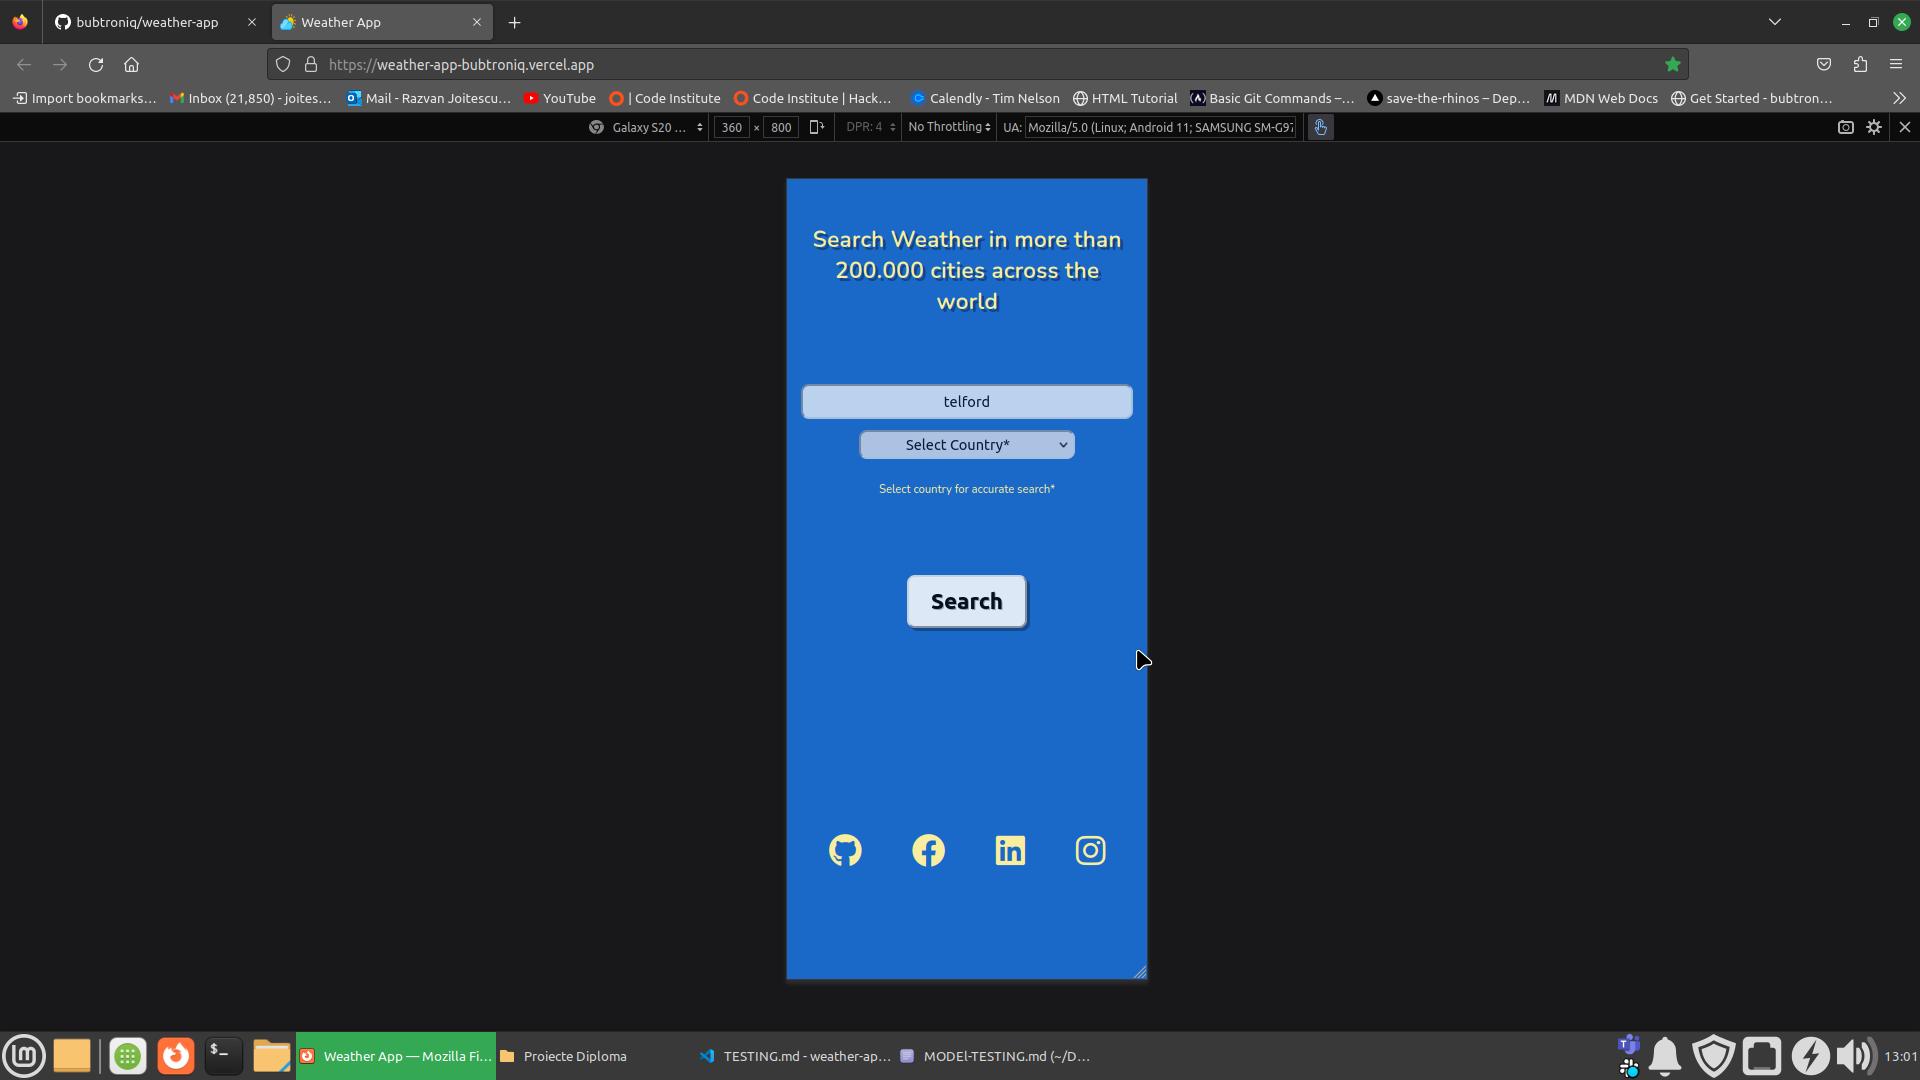 bubtroniq/weather-app
Weather App
https://weather-app-bubtroniq.vercel.app
Import bookmarks...
Inbox (21,850) - joites...
Mail - Razvan Joitescu...
YouTube
| Code Institute
Code Institute | Hack...
Calendly - Tim Nelson
HTML Tutorial
Basic Git Commands –...
save-the-rhinos – Dep...
MDN Web Docs
Get Started - bubtron...
Galaxy S20 ...
360 × 800
DPR: 4
No Throttling
UA: Mozilla/5.0 (Linux; Android 11; SAMSUNG SM-G97
Search Weather in more than
200.000 cities across the
world
telford
Select Country*
Select country for accurate search*
Search
Weather App — Mozilla Fi...
Proiecte Diploma
TESTING.md - weather-ap...
MODEl-TESTING.md (~/D...
13:01